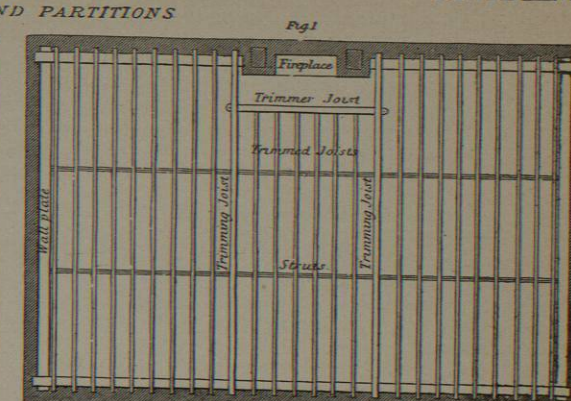 ND PARTITIONS
Fig 1
Fireplace
Trimmer Joist
Trimmed Joists
Wall plate
Trimming Joist
Trimming Joist
Struts